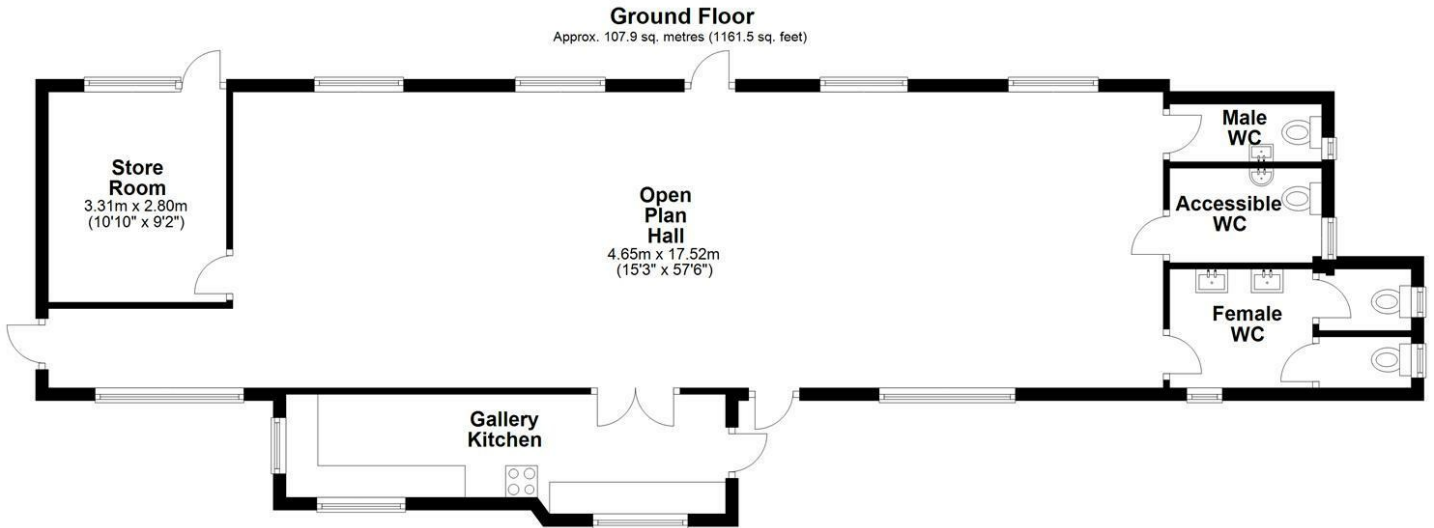 Ground Floor
Approx. 107.9 sq. metres (1161.5 sq. feet)
Store
Room
3.31m x 2.80m
(10'10" x 9'2")
Open
Plan
Hall
4.65m x 17.52m
(15'3" x 57'6")
Male
WC
Accessible
WC
Female
WC
Gallery
Kitchen